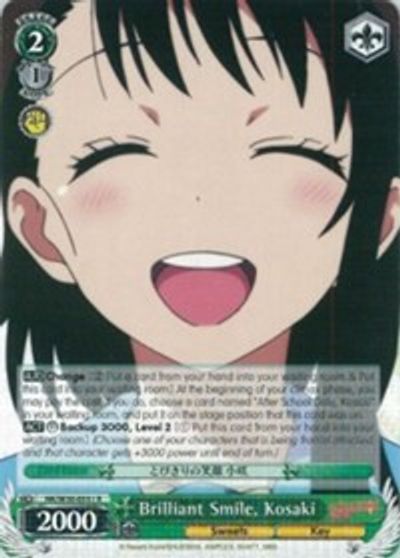 2
1
AUTO Change [② Put a card from your hand into your waiting room & Put
this card into your waiting room] At the beginning of your climax phase, you
may pay the cost. If you do, choose a card named "After School Date, Kosaki"
in your waiting room, and put it on the stage position that this card was on.
ACT Backup 3000, Level 2 [① Put this card from your hand into your
waiting room] (Choose one of your characters that is being frontal attacked
and that character gets +3000 power until end of turn.)
とびきりの笑顔 小咲
2000
Brilliant Smile, Kosaki
Sweets
Key